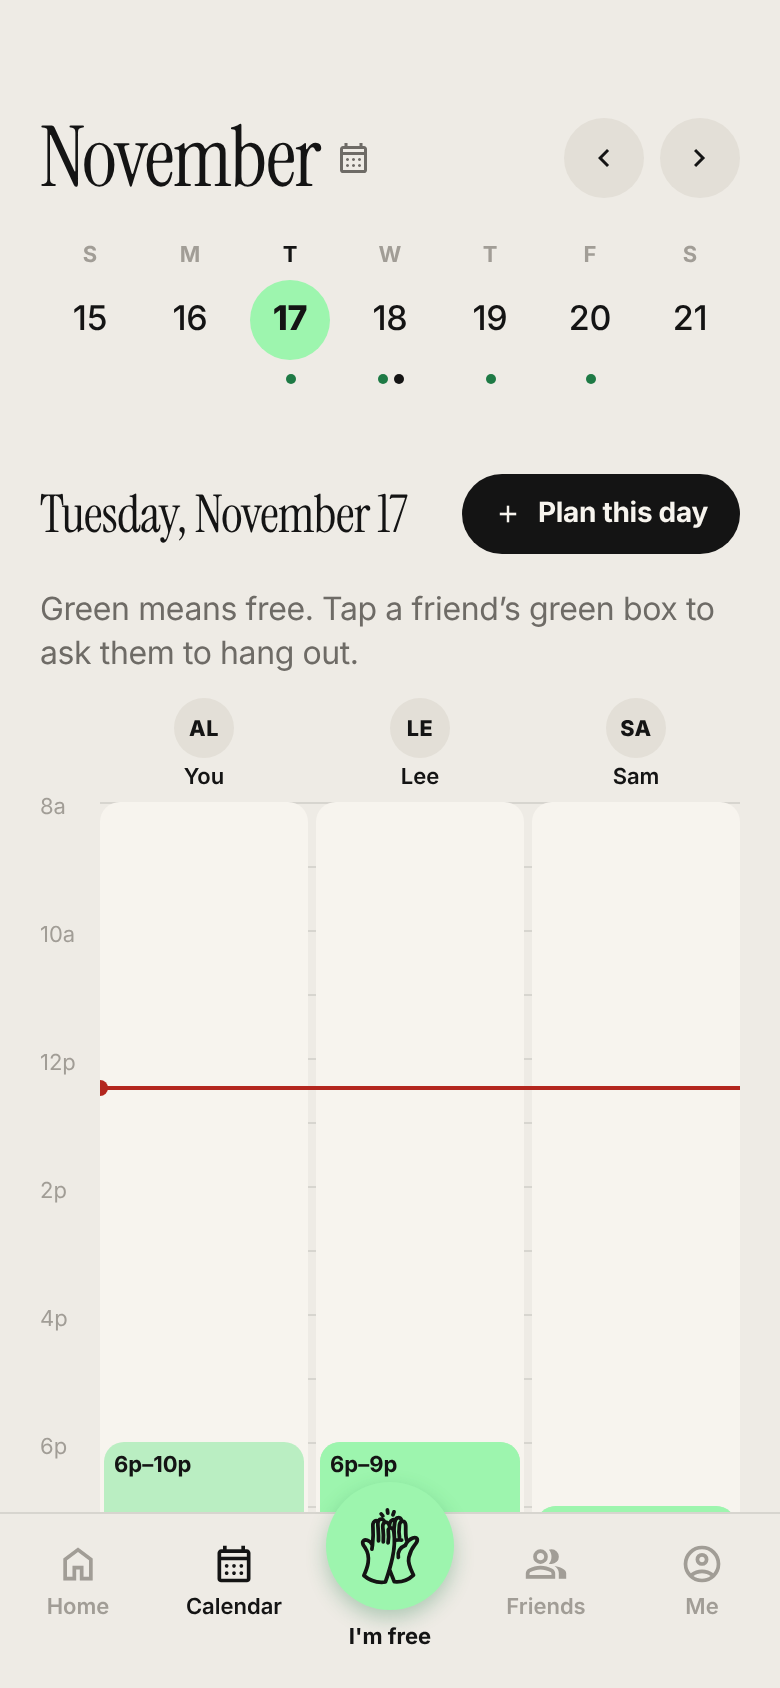 November
S M T W T F S
15 16 17 18 19 20 21
Tuesday, November 17
+ Plan this day
Green means free. Tap a friend’s green box to
ask them to hang out.
AL LE SA
You Lee Sam
8a
10a
12p
2p
4p
6p
6p–10p 6p–9p
Home Calendar I'm free Friends Me